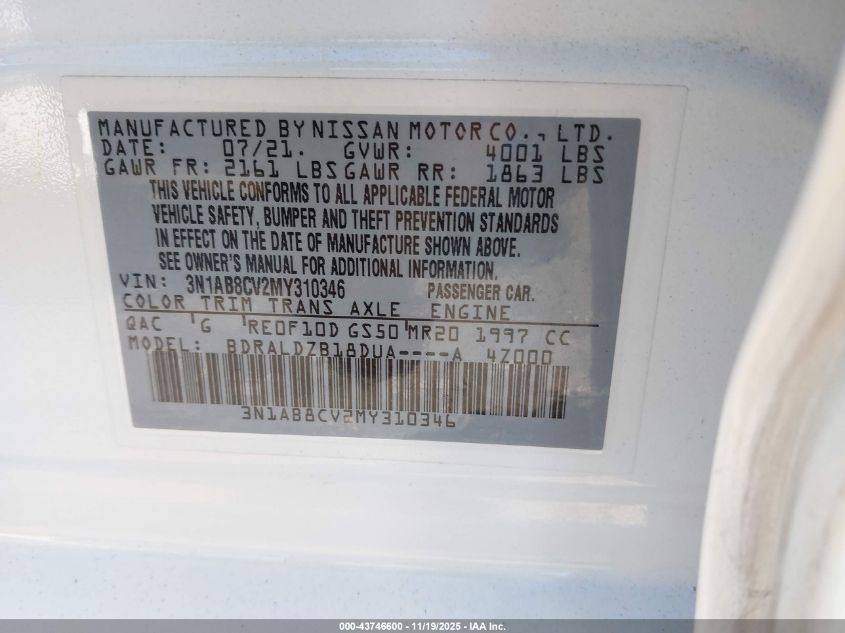 MANUFACTURED BY NISSAN MOTOR CO., LTD.
DATE: 07/21. GVWR: 4001 LBS
GAWR FR: 2161 LBS GAWR RR: 1863 LBS
THIS VEHICLE CONFORMS TO ALL APPLICABLE FEDERAL MOTOR
VEHICLE SAFETY, BUMPER AND THEFT PREVENTION STANDARDS
IN EFFECT ON THE DATE OF MANUFACTURE SHOWN ABOVE.
SEE OWNER'S MANUAL FOR ADDITIONAL INFORMATION.
VIN: 3N1AB8CV2MY310346 PASSENGER CAR.
COLOR TRIM TRANS AXLE ENGINE
QAC G RE0F10D GS50 MR20 1997 CC
MODEL: BDRALDZB18DUA----A 4Z000
3N1AB8CV2MY310346
000-43746600 - 11/19/2025 - IAA Inc.